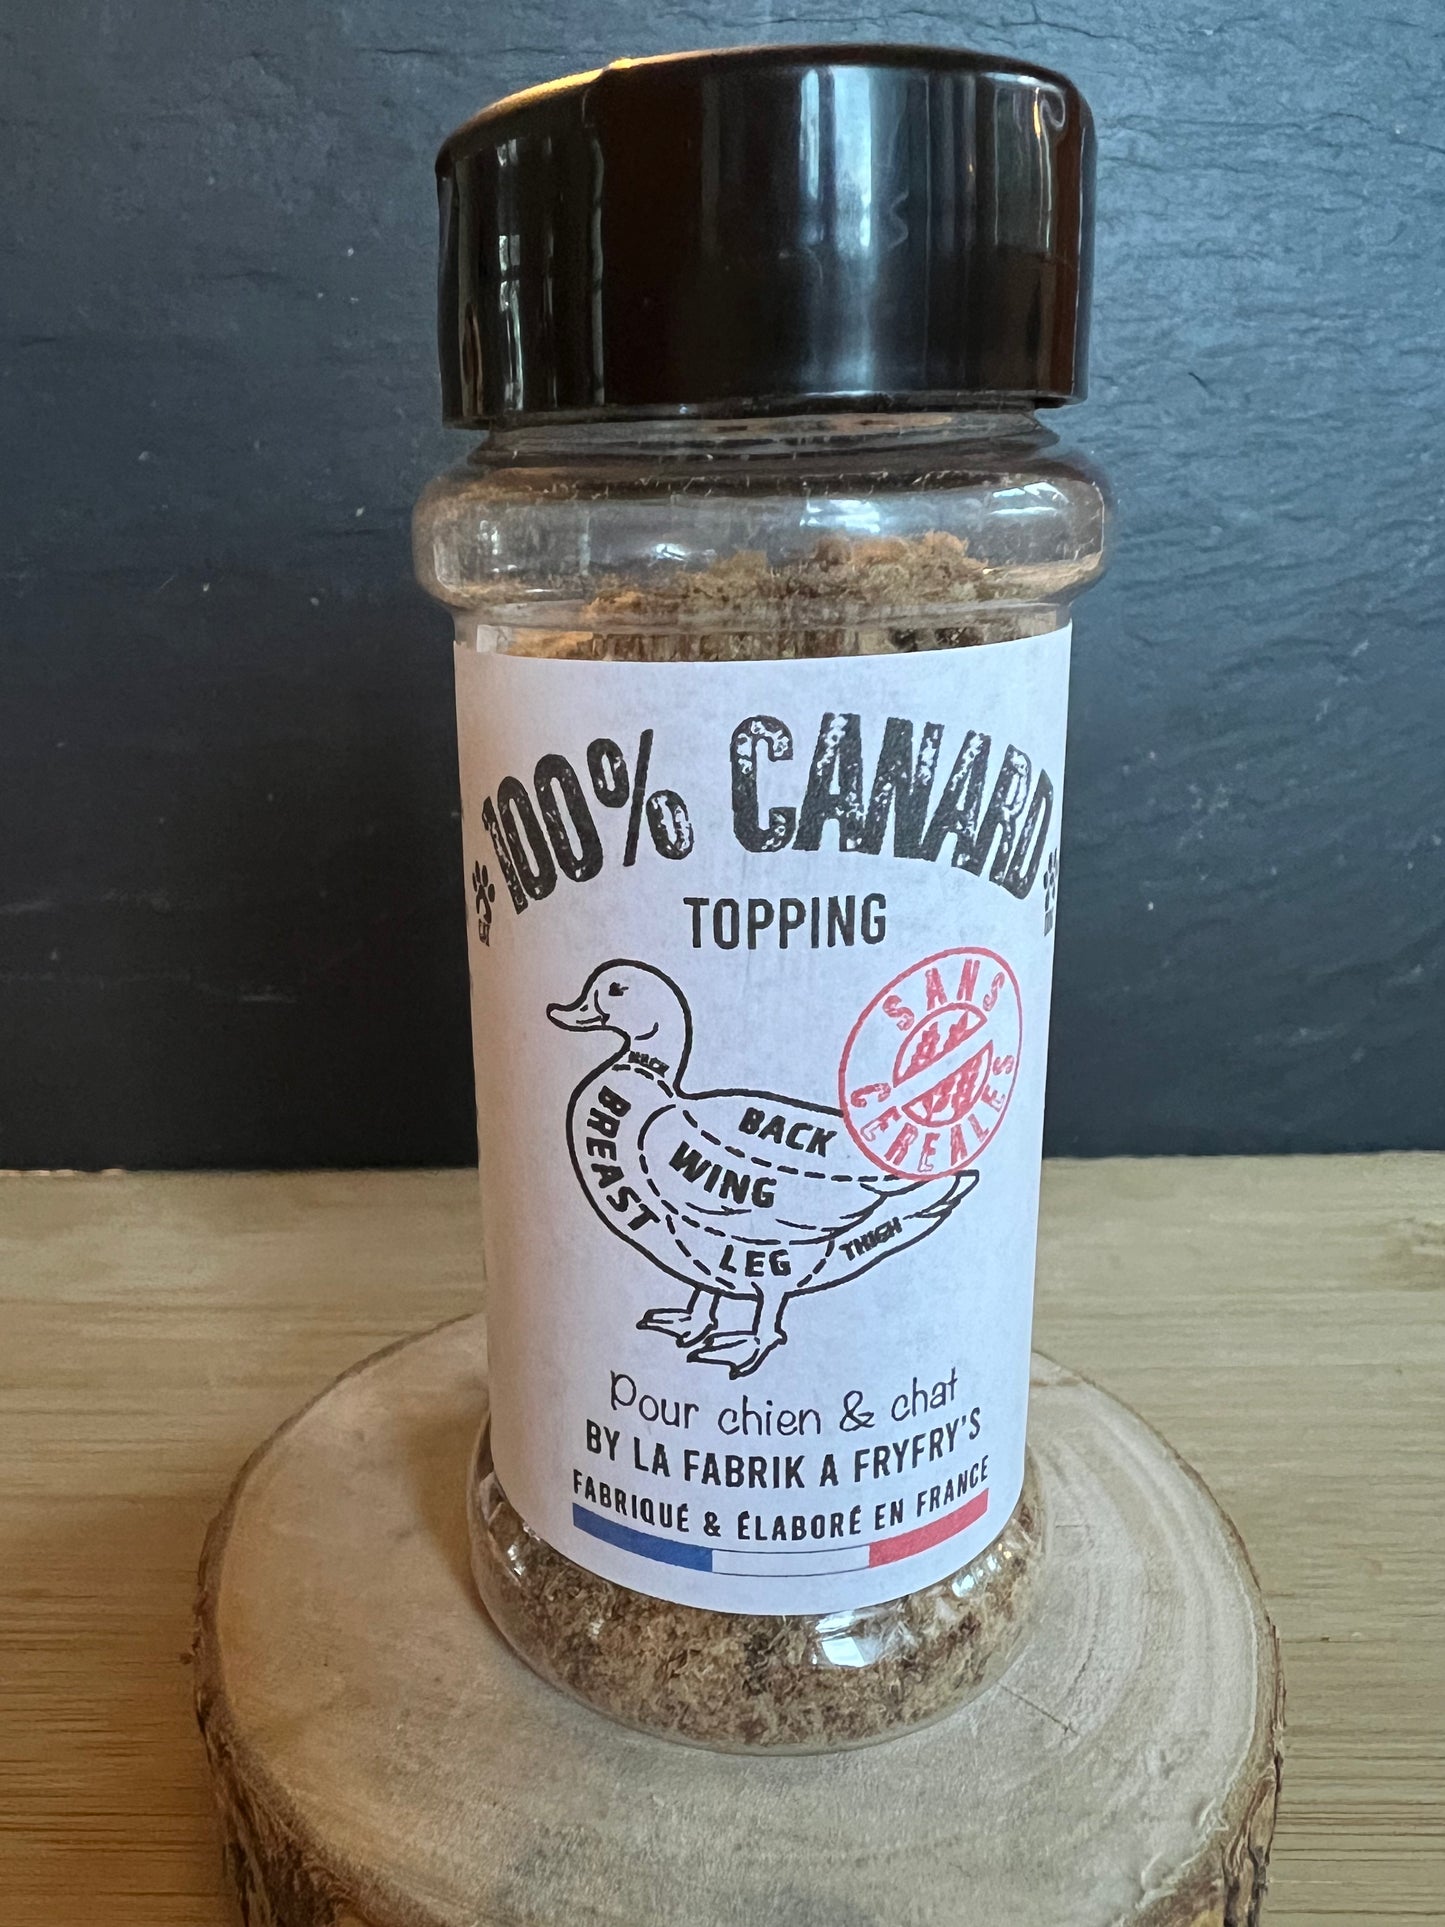 100% CANARD
TOPPING
SANS
CEREALES
NECK
BREAST
BACK
WING
LEG
THIGH
Pour chien & chat
BY LA FABRIK A FRYFRY'S
FABRIQUÉ & ÉLABORÉ EN FRANCE